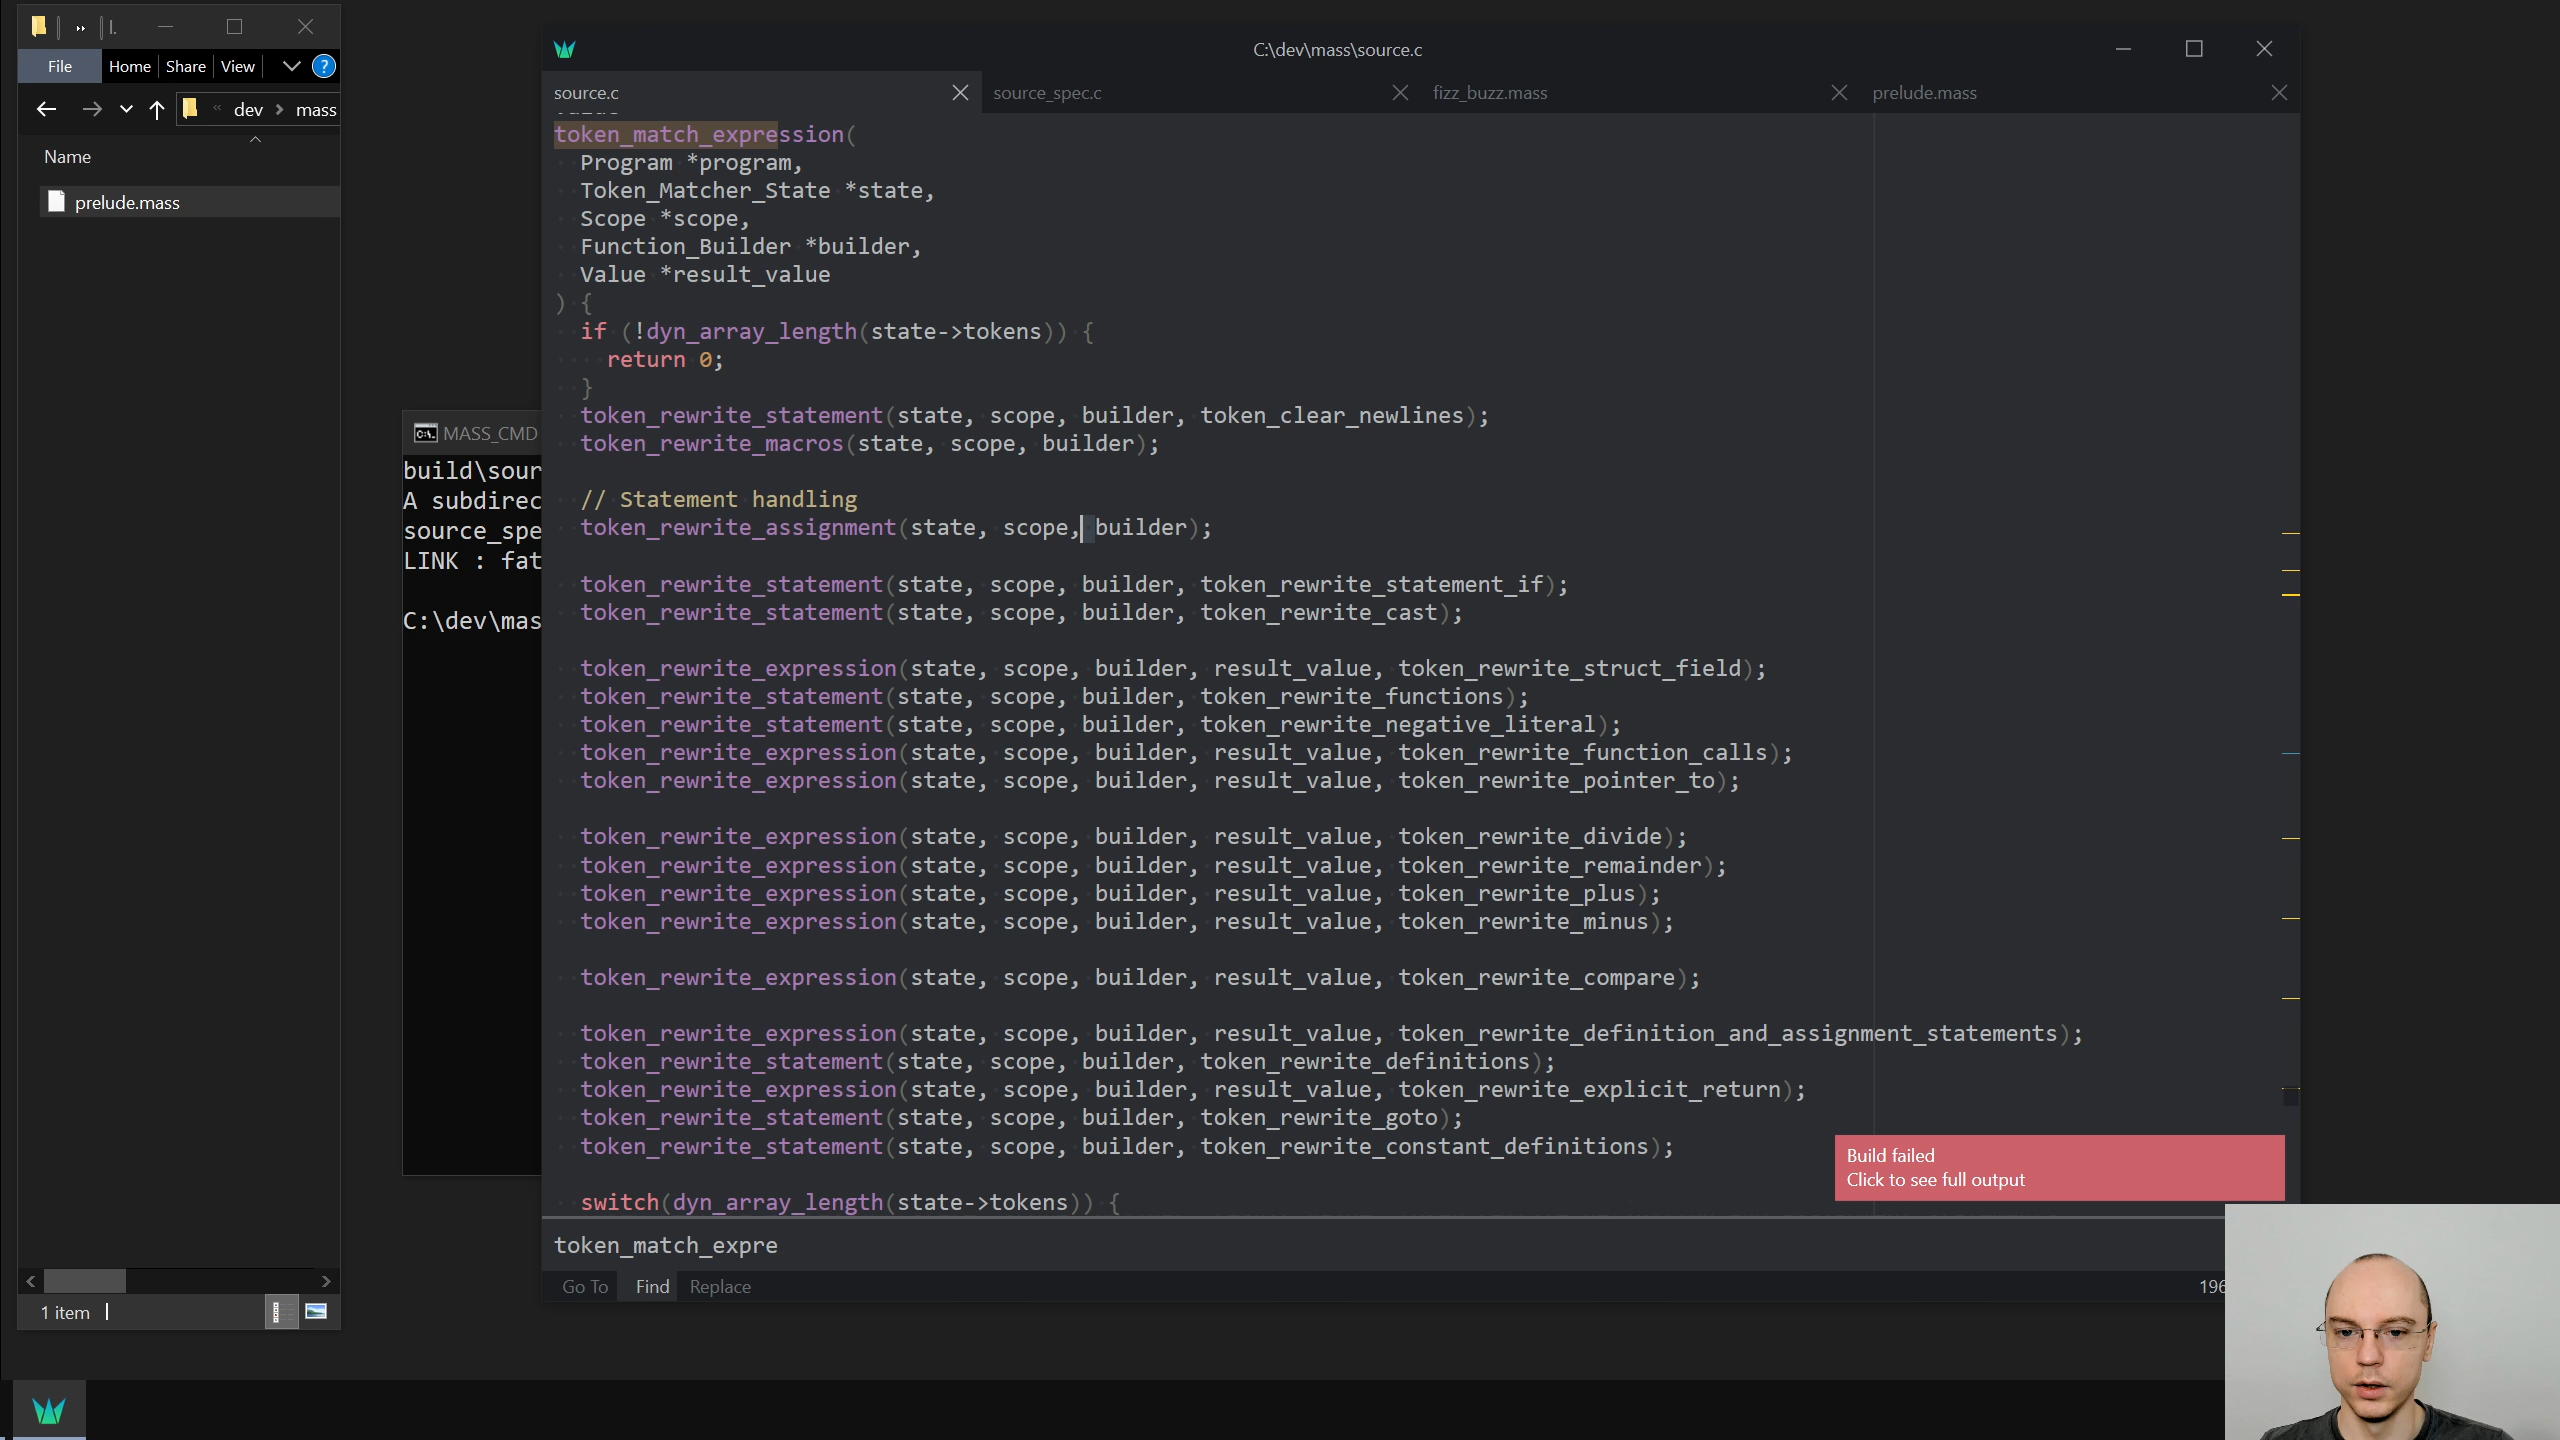 File Home Share View ?
dev > mass
Name
prelude.mass
1 item
MASS_CMD
build\sour
A subdirec
source_spe
LINK : fat
C:\dev\mas
C:\dev\mass\source.c
source.c source_spec.c fizz_buzz.mass prelude.mass
token_match_expression(
Program *program,
Token_Matcher_State *state,
Scope *scope,
Function_Builder *builder,
Value *result_value
) {
if (!dyn_array_length(state->tokens)) {
return 0;
}
token_rewrite_statement(state, scope, builder, token_clear_newlines);
token_rewrite_macros(state, scope, builder);
// Statement handling
token_rewrite_assignment(state, scope, builder);
token_rewrite_statement(state, scope, builder, token_rewrite_statement_if);
token_rewrite_statement(state, scope, builder, token_rewrite_cast);
token_rewrite_expression(state, scope, builder, result_value, token_rewrite_struct_field);
token_rewrite_statement(state, scope, builder, token_rewrite_functions);
token_rewrite_statement(state, scope, builder, token_rewrite_negative_literal);
token_rewrite_expression(state, scope, builder, result_value, token_rewrite_function_calls);
token_rewrite_expression(state, scope, builder, result_value, token_rewrite_pointer_to);
token_rewrite_expression(state, scope, builder, result_value, token_rewrite_divide);
token_rewrite_expression(state, scope, builder, result_value, token_rewrite_remainder);
token_rewrite_expression(state, scope, builder, result_value, token_rewrite_plus);
token_rewrite_expression(state, scope, builder, result_value, token_rewrite_minus);
token_rewrite_expression(state, scope, builder, result_value, token_rewrite_compare);
token_rewrite_expression(state, scope, builder, result_value, token_rewrite_definition_and_assignment_statements);
token_rewrite_statement(state, scope, builder, token_rewrite_definitions);
token_rewrite_expression(state, scope, builder, result_value, token_rewrite_explicit_return);
token_rewrite_statement(state, scope, builder, token_rewrite_goto);
token_rewrite_statement(state, scope, builder, token_rewrite_constant_definitions);
switch(dyn_array_length(state->tokens)) {
Build failed
Click to see full output
token_match_expre
Go To Find Replace
196